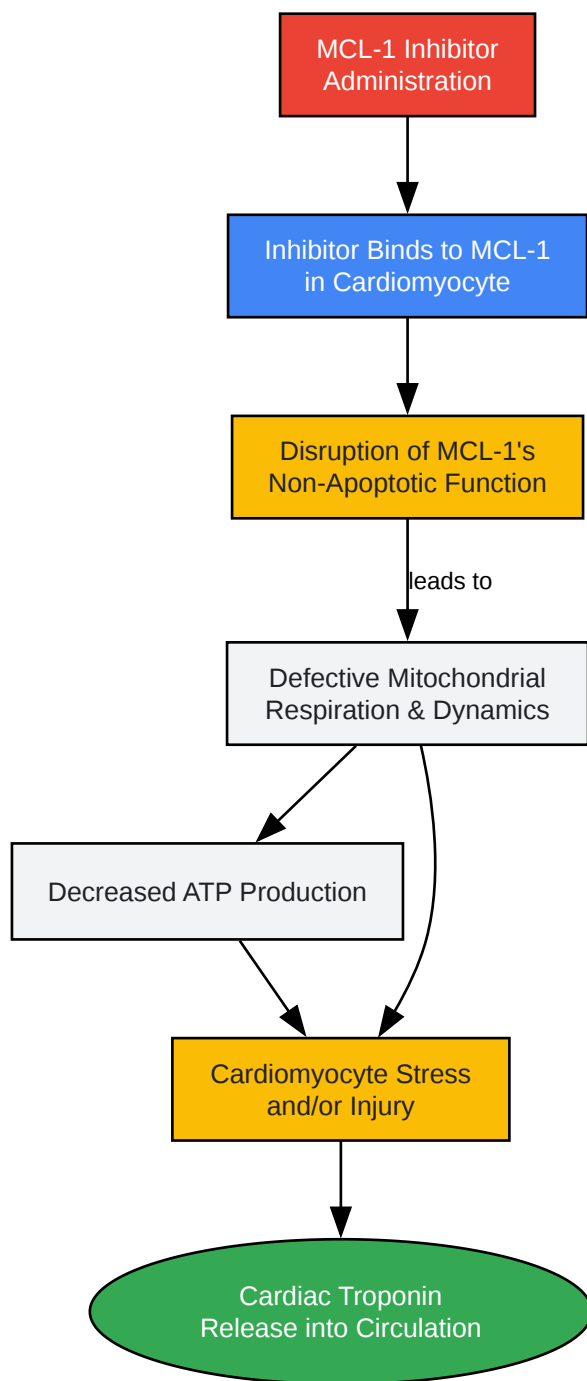 MCL-1 Inhibitor
Administration
Inhibitor Binds to MCL-1
in Cardiomyocyte
Disruption of MCL-1's
Non-Apoptotic Function
leads to
Defective Mitochondrial
Respiration & Dynamics
Decreased ATP Production
Cardiomyocyte Stress
and/or Injury
Cardiac Troponin
Release into Circulation